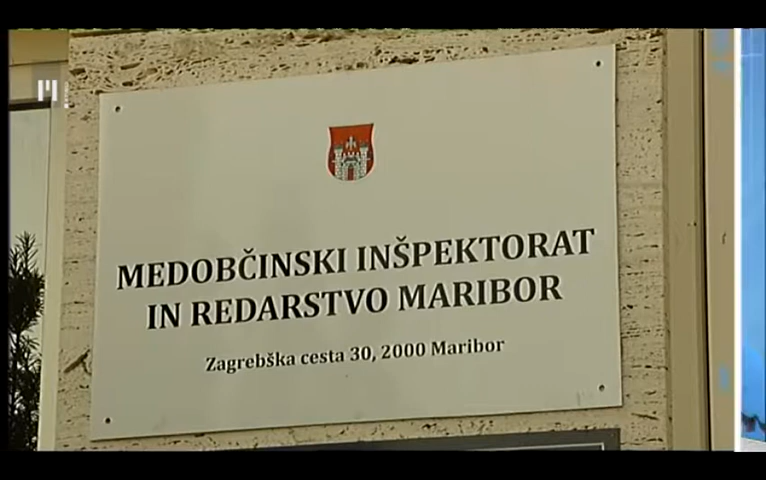 MEDOBČINSKI INŠPEKTORAT
IN REDARSTVO MARIBOR
Zagrebška cesta 30, 2000 Maribor